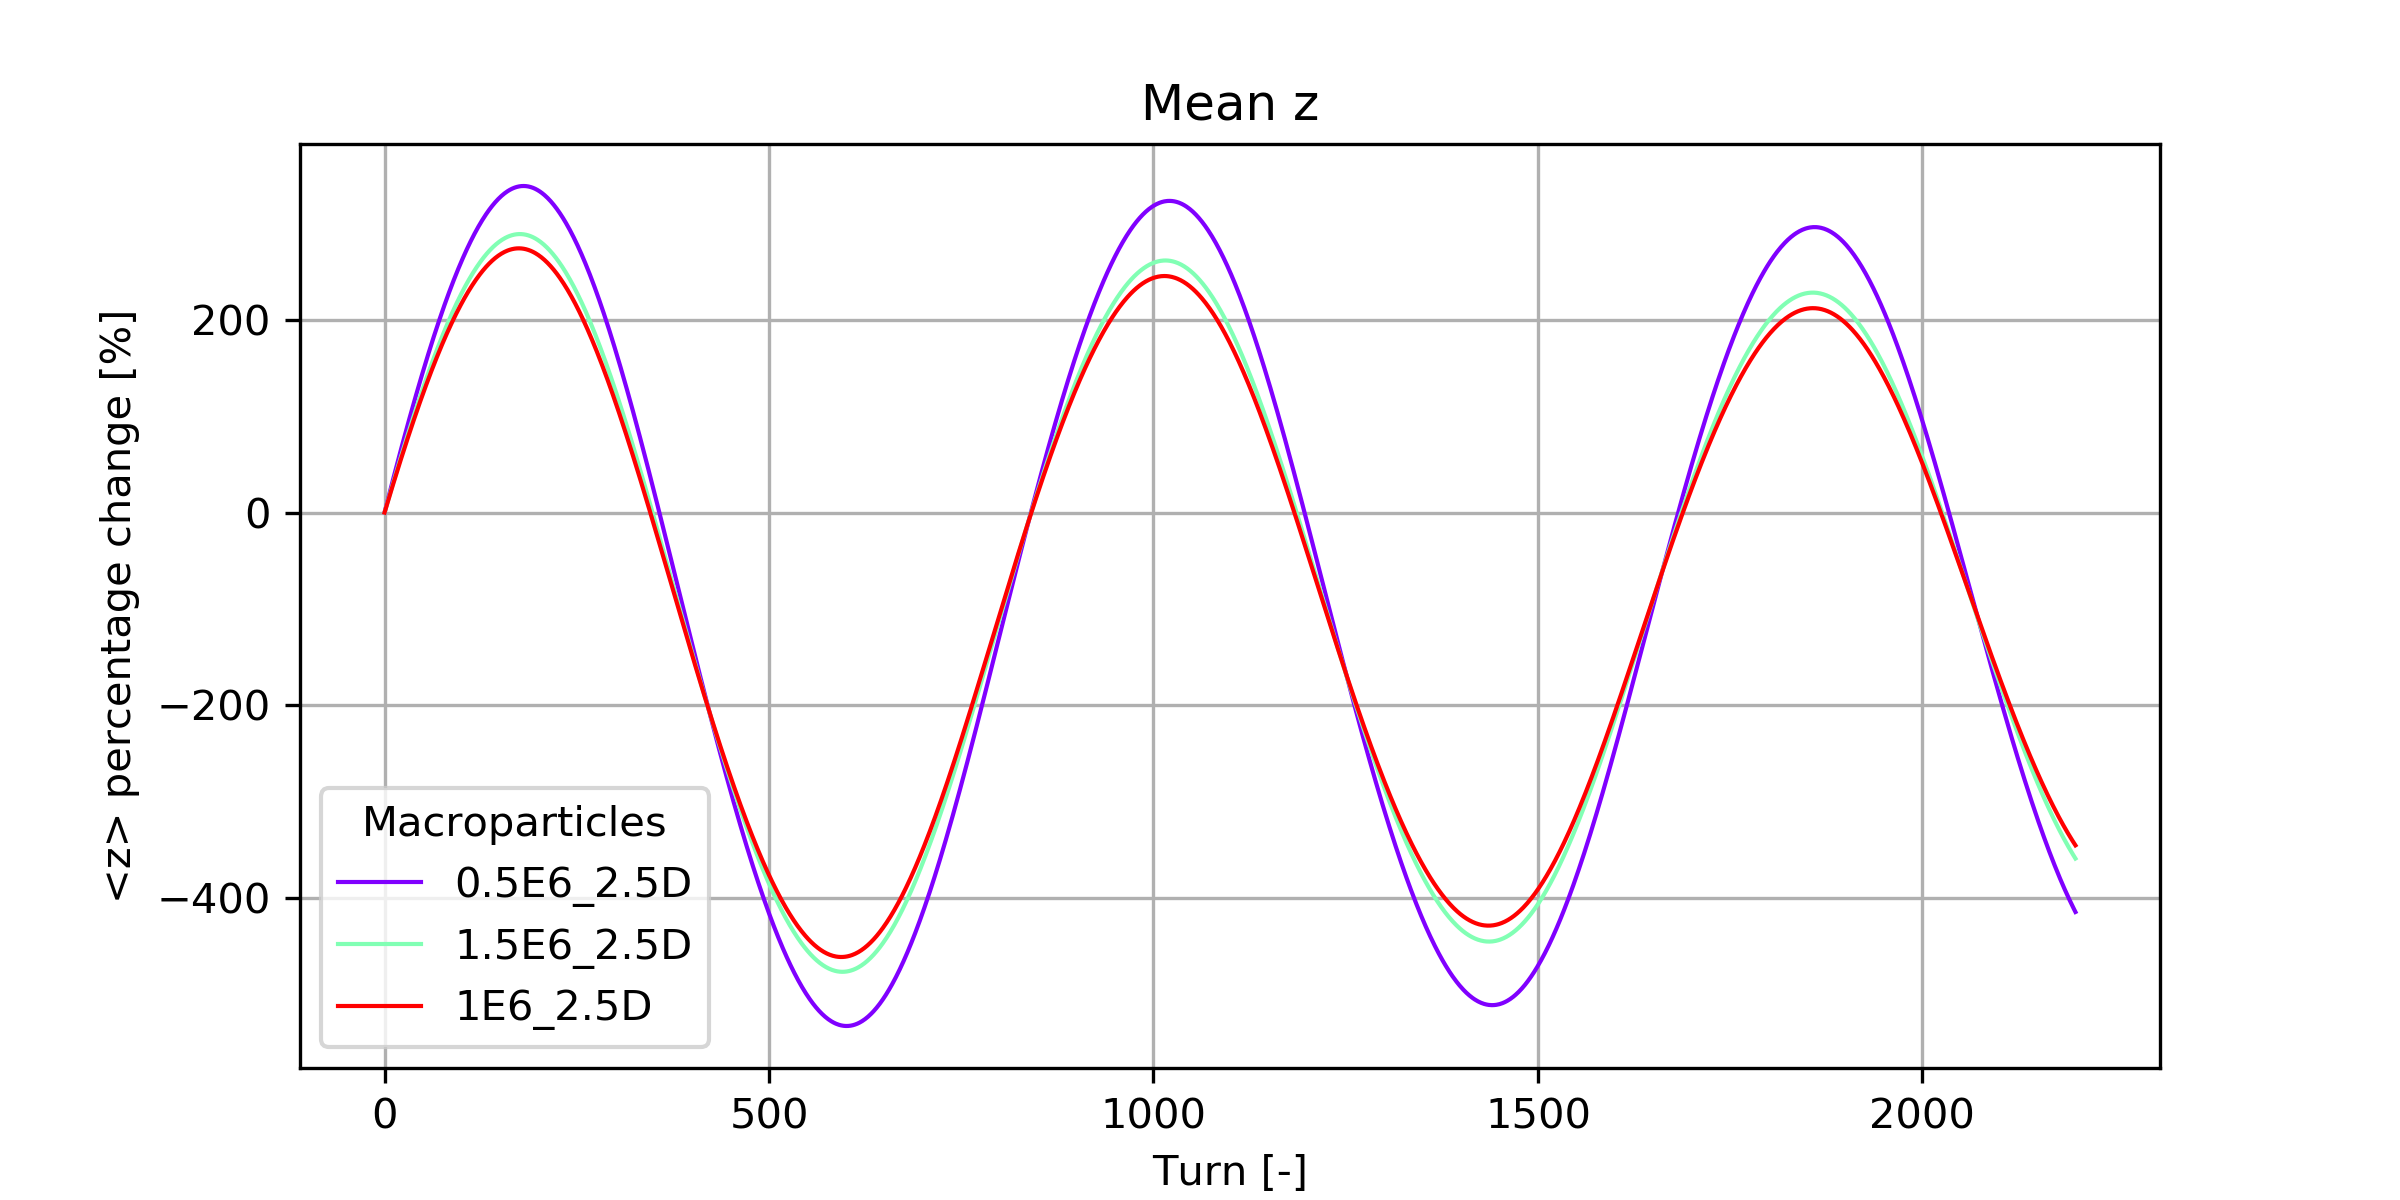 Mean z
<z> percentage change [%]
200
0
−200
−400
Macroparticles
0.5E6_2.5D
1.5E6_2.5D
1E6_2.5D
0 500 1000 1500 2000
Turn [-]